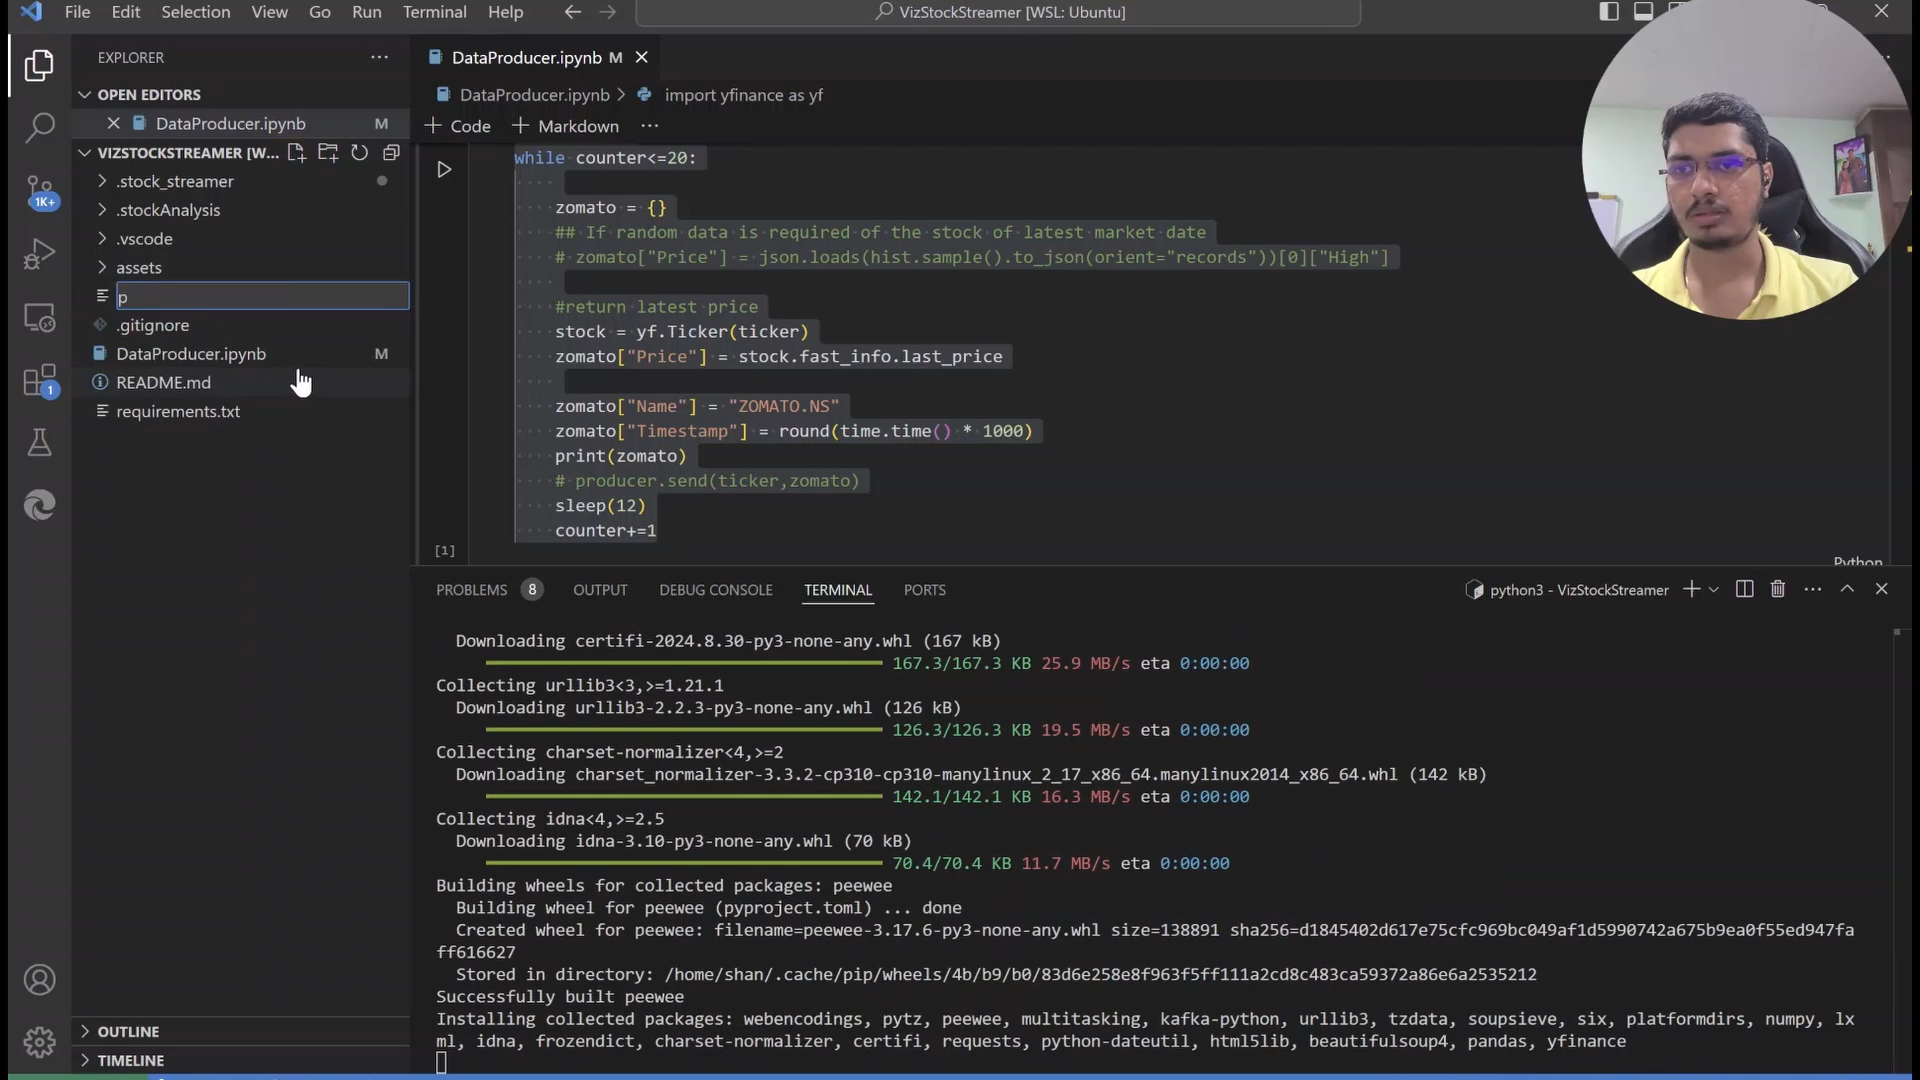 File Edit Selection View Go Run Terminal Help
VizStockStreamer [WSL: Ubuntu]
EXPLORER
OPEN EDITORS
DataProducer.ipynb M
VIZSTOCKSTREAMER [W...
.stock_streamer
.stockAnalysis
.vscode
assets
p
.gitignore
DataProducer.ipynb M
README.md
requirements.txt
OUTLINE
TIMELINE
1K+
1
DataProducer.ipynb M
DataProducer.ipynb > import yfinance as yf
+ Code + Markdown ...
while counter<=20:
zomato = {}
## If random data is required of the stock of latest market date
# zomato["Price"] = json.loads(hist.sample().to_json(orient="records"))[0]["High"]
#return latest price
stock = yf.Ticker(ticker)
zomato["Price"] = stock.fast_info.last_price
zomato["Name"] = "ZOMATO.NS"
zomato["Timestamp"] = round(time.time() * 1000)
print(zomato)
# producer.send(ticker,zomato)
sleep(12)
counter+=1
[1]
Python
PROBLEMS 8 OUTPUT DEBUG CONSOLE TERMINAL PORTS
python3 - VizStockStreamer
Downloading certifi-2024.8.30-py3-none-any.whl (167 kB)
167.3/167.3 KB 25.9 MB/s eta 0:00:00
Collecting urllib3<3,>=1.21.1
Downloading urllib3-2.2.3-py3-none-any.whl (126 kB)
126.3/126.3 KB 19.5 MB/s eta 0:00:00
Collecting charset-normalizer<4,>=2
Downloading charset_normalizer-3.3.2-cp310-cp310-manylinux_2_17_x86_64.manylinux2014_x86_64.whl (142 kB)
142.1/142.1 KB 16.3 MB/s eta 0:00:00
Collecting idna<4,>=2.5
Downloading idna-3.10-py3-none-any.whl (70 kB)
70.4/70.4 KB 11.7 MB/s eta 0:00:00
Building wheels for collected packages: peewee
Building wheel for peewee (pyproject.toml) ... done
Created wheel for peewee: filename=peewee-3.17.6-py3-none-any.whl size=138891 sha256=d1845402d617e75cfc969bc049af1d5990742a675b9ea0f55ed947fa
ff616627
Stored in directory: /home/shan/.cache/pip/wheels/4b/b9/b0/83d6e258e8f963f5ff111a2cd8c483ca59372a86e6a2535212
Successfully built peewee
Installing collected packages: webencodings, pytz, peewee, multitasking, kafka-python, urllib3, tzdata, soupsieve, six, platformdirs, numpy, lx
ml, idna, frozendict, charset-normalizer, certifi, requests, python-dateutil, html5lib, beautifulsoup4, pandas, yfinance